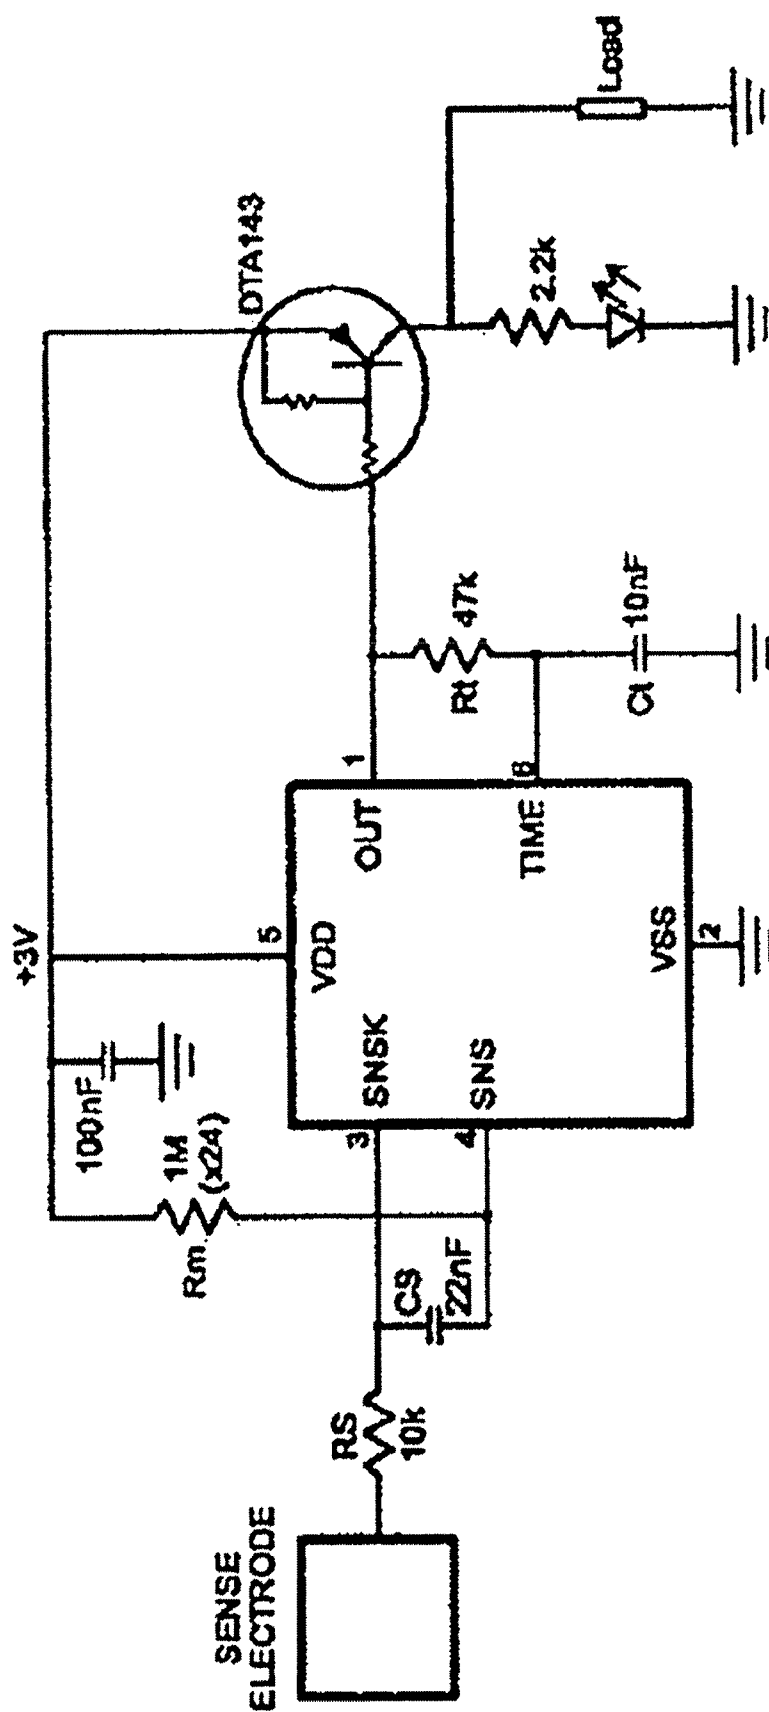 SENSE
ELECTRODE
RS
10k
CS
22nF
Rm
1M
(x24)
100nF
+3V
3
SNSK
4
SNS
5
VDD
VSS
2
1
OUT
6
TIME
Rt
47k
Ct
10nF
DTA143
2.2k
Load